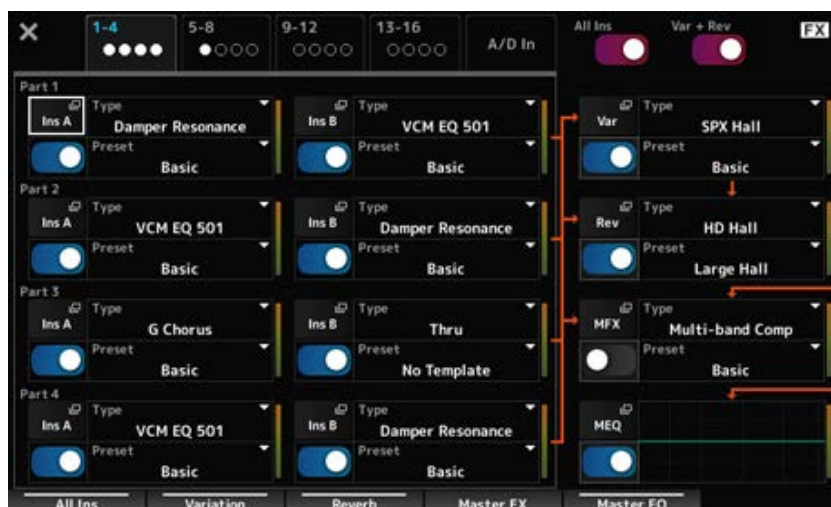 1-4 5-8 9-12 13-16 A/D In All Ins Var + Rev FX
Part 1
Ins A Type Damper Resonance Ins B Type VCM EQ 501 Var Type SPX Hall
Preset Basic Preset Basic Preset Basic
Part 2
Ins A Type VCM EQ 501 Ins B Type Damper Resonance Rev Type HD Hall
Preset Basic Preset Basic Preset Large Hall
Part 3
Ins A Type G Chorus Ins B Type Thru MFX Type Multi-band Comp
Preset Basic Preset No Template Preset Basic
Part 4
Ins A Type VCM EQ 501 Ins B Type Damper Resonance MEQ
Preset Basic Preset Basic
All Ins Variation Reverb Master FX Master EQ